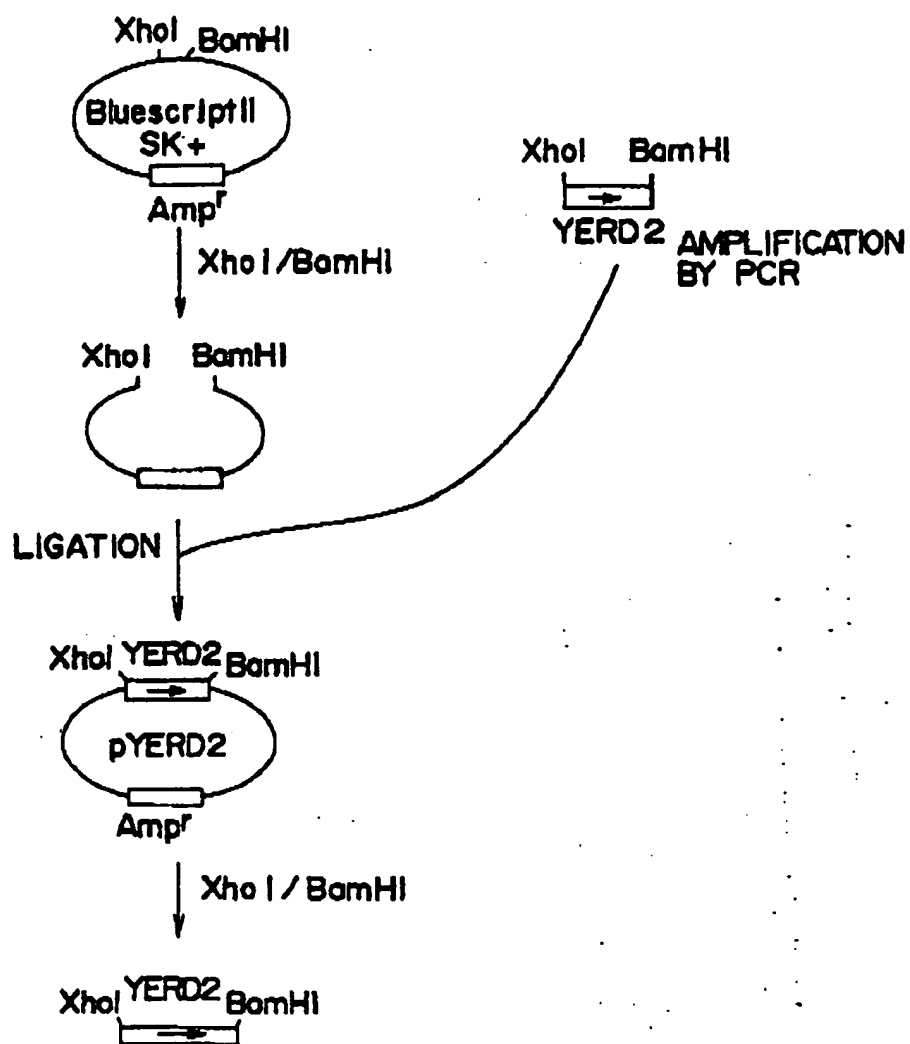 XhoI BamHI
BluescriptII
SK+
Amp^r
XhoI/BamHI
XhoI BamHI
YERD2
AMPLIFICATION
BY PCR
XhoI BamHI
LIGATION
XhoI YERD2 BamHI
pYERD2
Amp^r
XhoI/BamHI
XhoI YERD2 BamHI